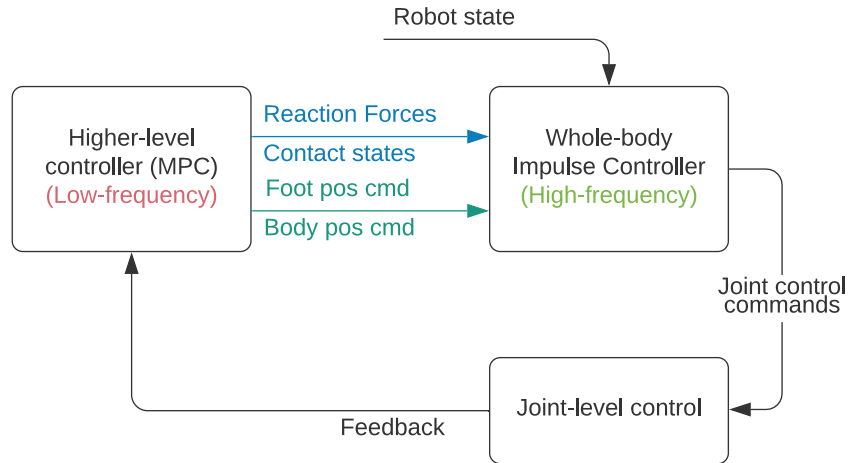 Robot state
Higher-level
controller (MPC)
(Low-frequency)
Reaction Forces
Contact states
Foot pos cmd
Body pos cmd
Whole-body
Impulse Controller
(High-frequency)
Joint control
commands
Joint-level control
Feedback